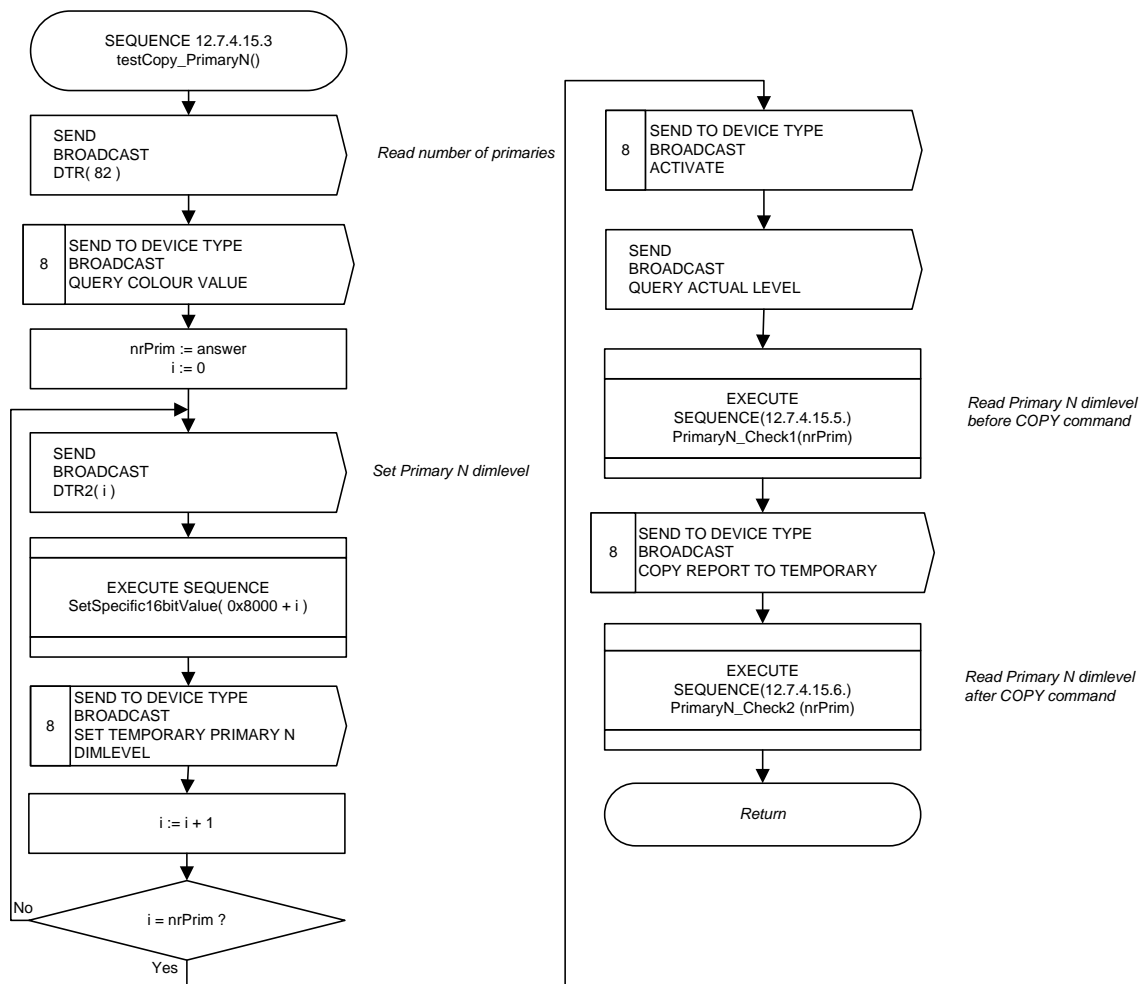 SEQUENCE 12.7.4.15.3
testCopy_PrimaryN()
SEND
BROADCAST
DTR( 82 )
Read number of primaries
8
SEND TO DEVICE TYPE
BROADCAST
QUERY COLOUR VALUE
nrPrim := answer
i := 0
SEND
BROADCAST
DTR2( i )
Set Primary N dimlevel
EXECUTE SEQUENCE
SetSpecific16bitValue( 0x8000 + i )
8
SEND TO DEVICE TYPE
BROADCAST
SET TEMPORARY PRIMARY N
DIMLEVEL
i := i + 1
i = nrPrim ?
No
Yes
8
SEND TO DEVICE TYPE
BROADCAST
ACTIVATE
SEND
BROADCAST
QUERY ACTUAL LEVEL
EXECUTE
SEQUENCE(12.7.4.15.5.)
PrimaryN_Check1(nrPrim)
Read Primary N dimlevel
before COPY command
8
SEND TO DEVICE TYPE
BROADCAST
COPY REPORT TO TEMPORARY
EXECUTE
SEQUENCE(12.7.4.15.6.)
PrimaryN_Check2 (nrPrim)
Read Primary N dimlevel
after COPY command
Return